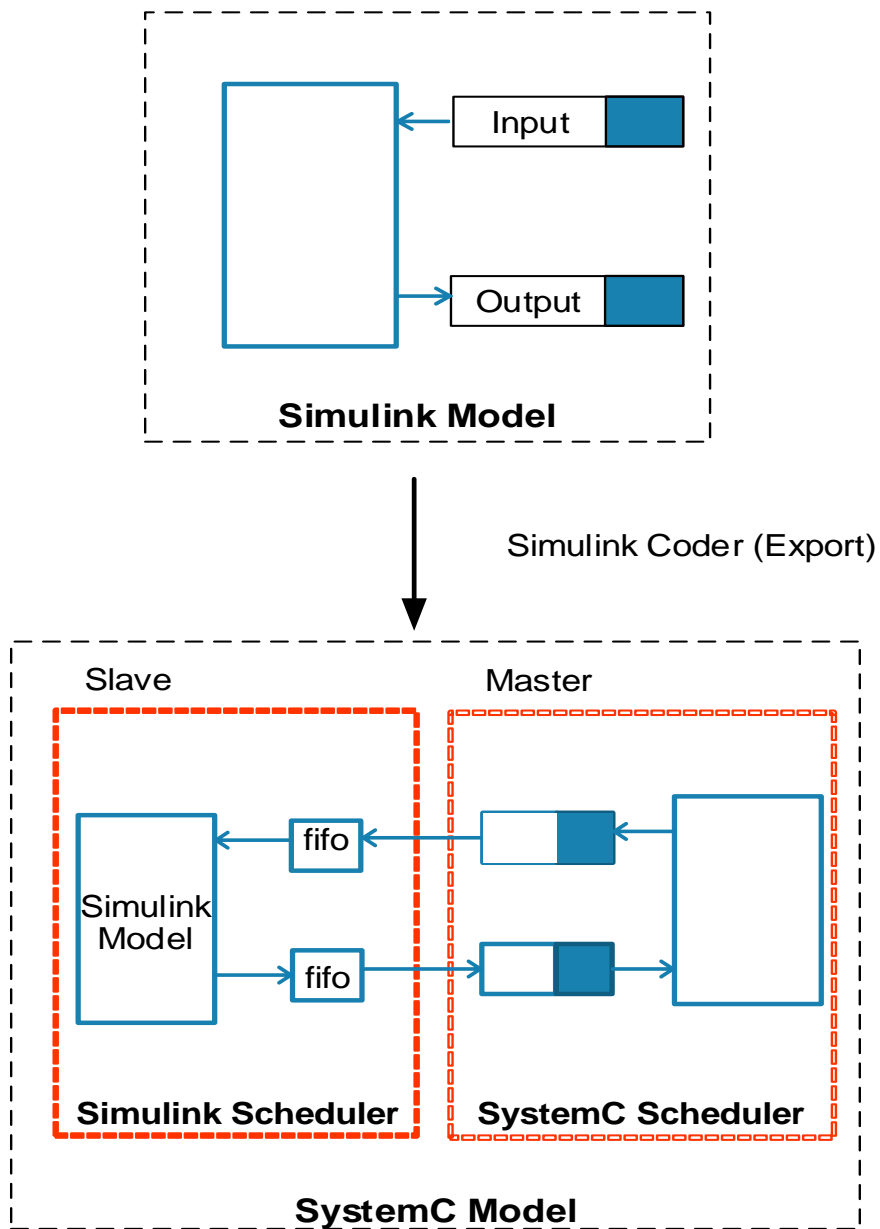 Input
Output
Simulink Model
Simulink Coder (Export)
Slave
Master
fifo
Simulink
Model
fifo
Simulink Scheduler
SystemC Scheduler
SystemC Model